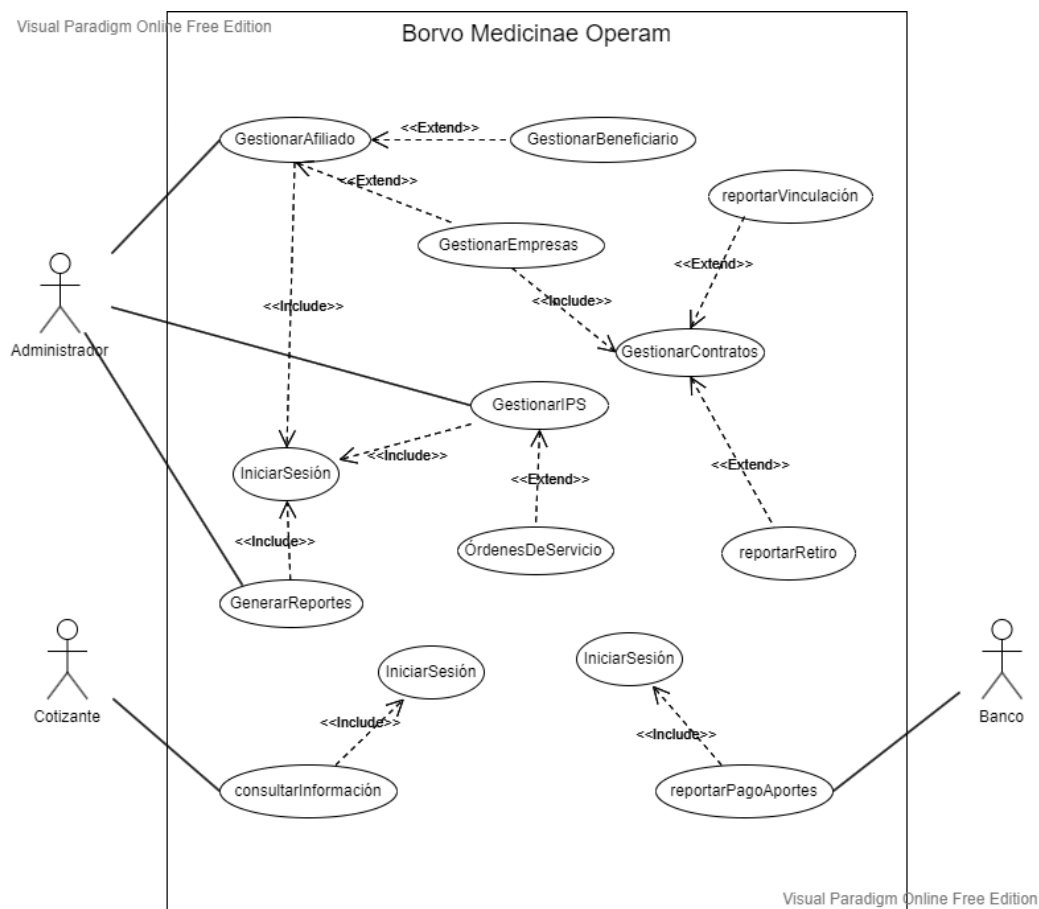 Visual Paradigm Online Free Edition
Borvo Medicinae Operam
GestionarAfiliado
<<Extend>>
GestionarBeneficiario
<<Extend>>
reportarVinculación
GestionarEmpresas
<<Extend>>
<<Include>>
<<Include>>
Administrador
GestionarContratos
GestionarIPS
<<Include>>
<<Extend>>
IniciarSesión
<<Extend>>
<<Include>>
ÓrdenesDeServicio
reportarRetiro
GenerarReportes
IniciarSesión
IniciarSesión
Cotizante
<<Include>>
<<Include>>
Banco
consultarInformación
reportarPagoAportes
Visual Paradigm Online Free Edition